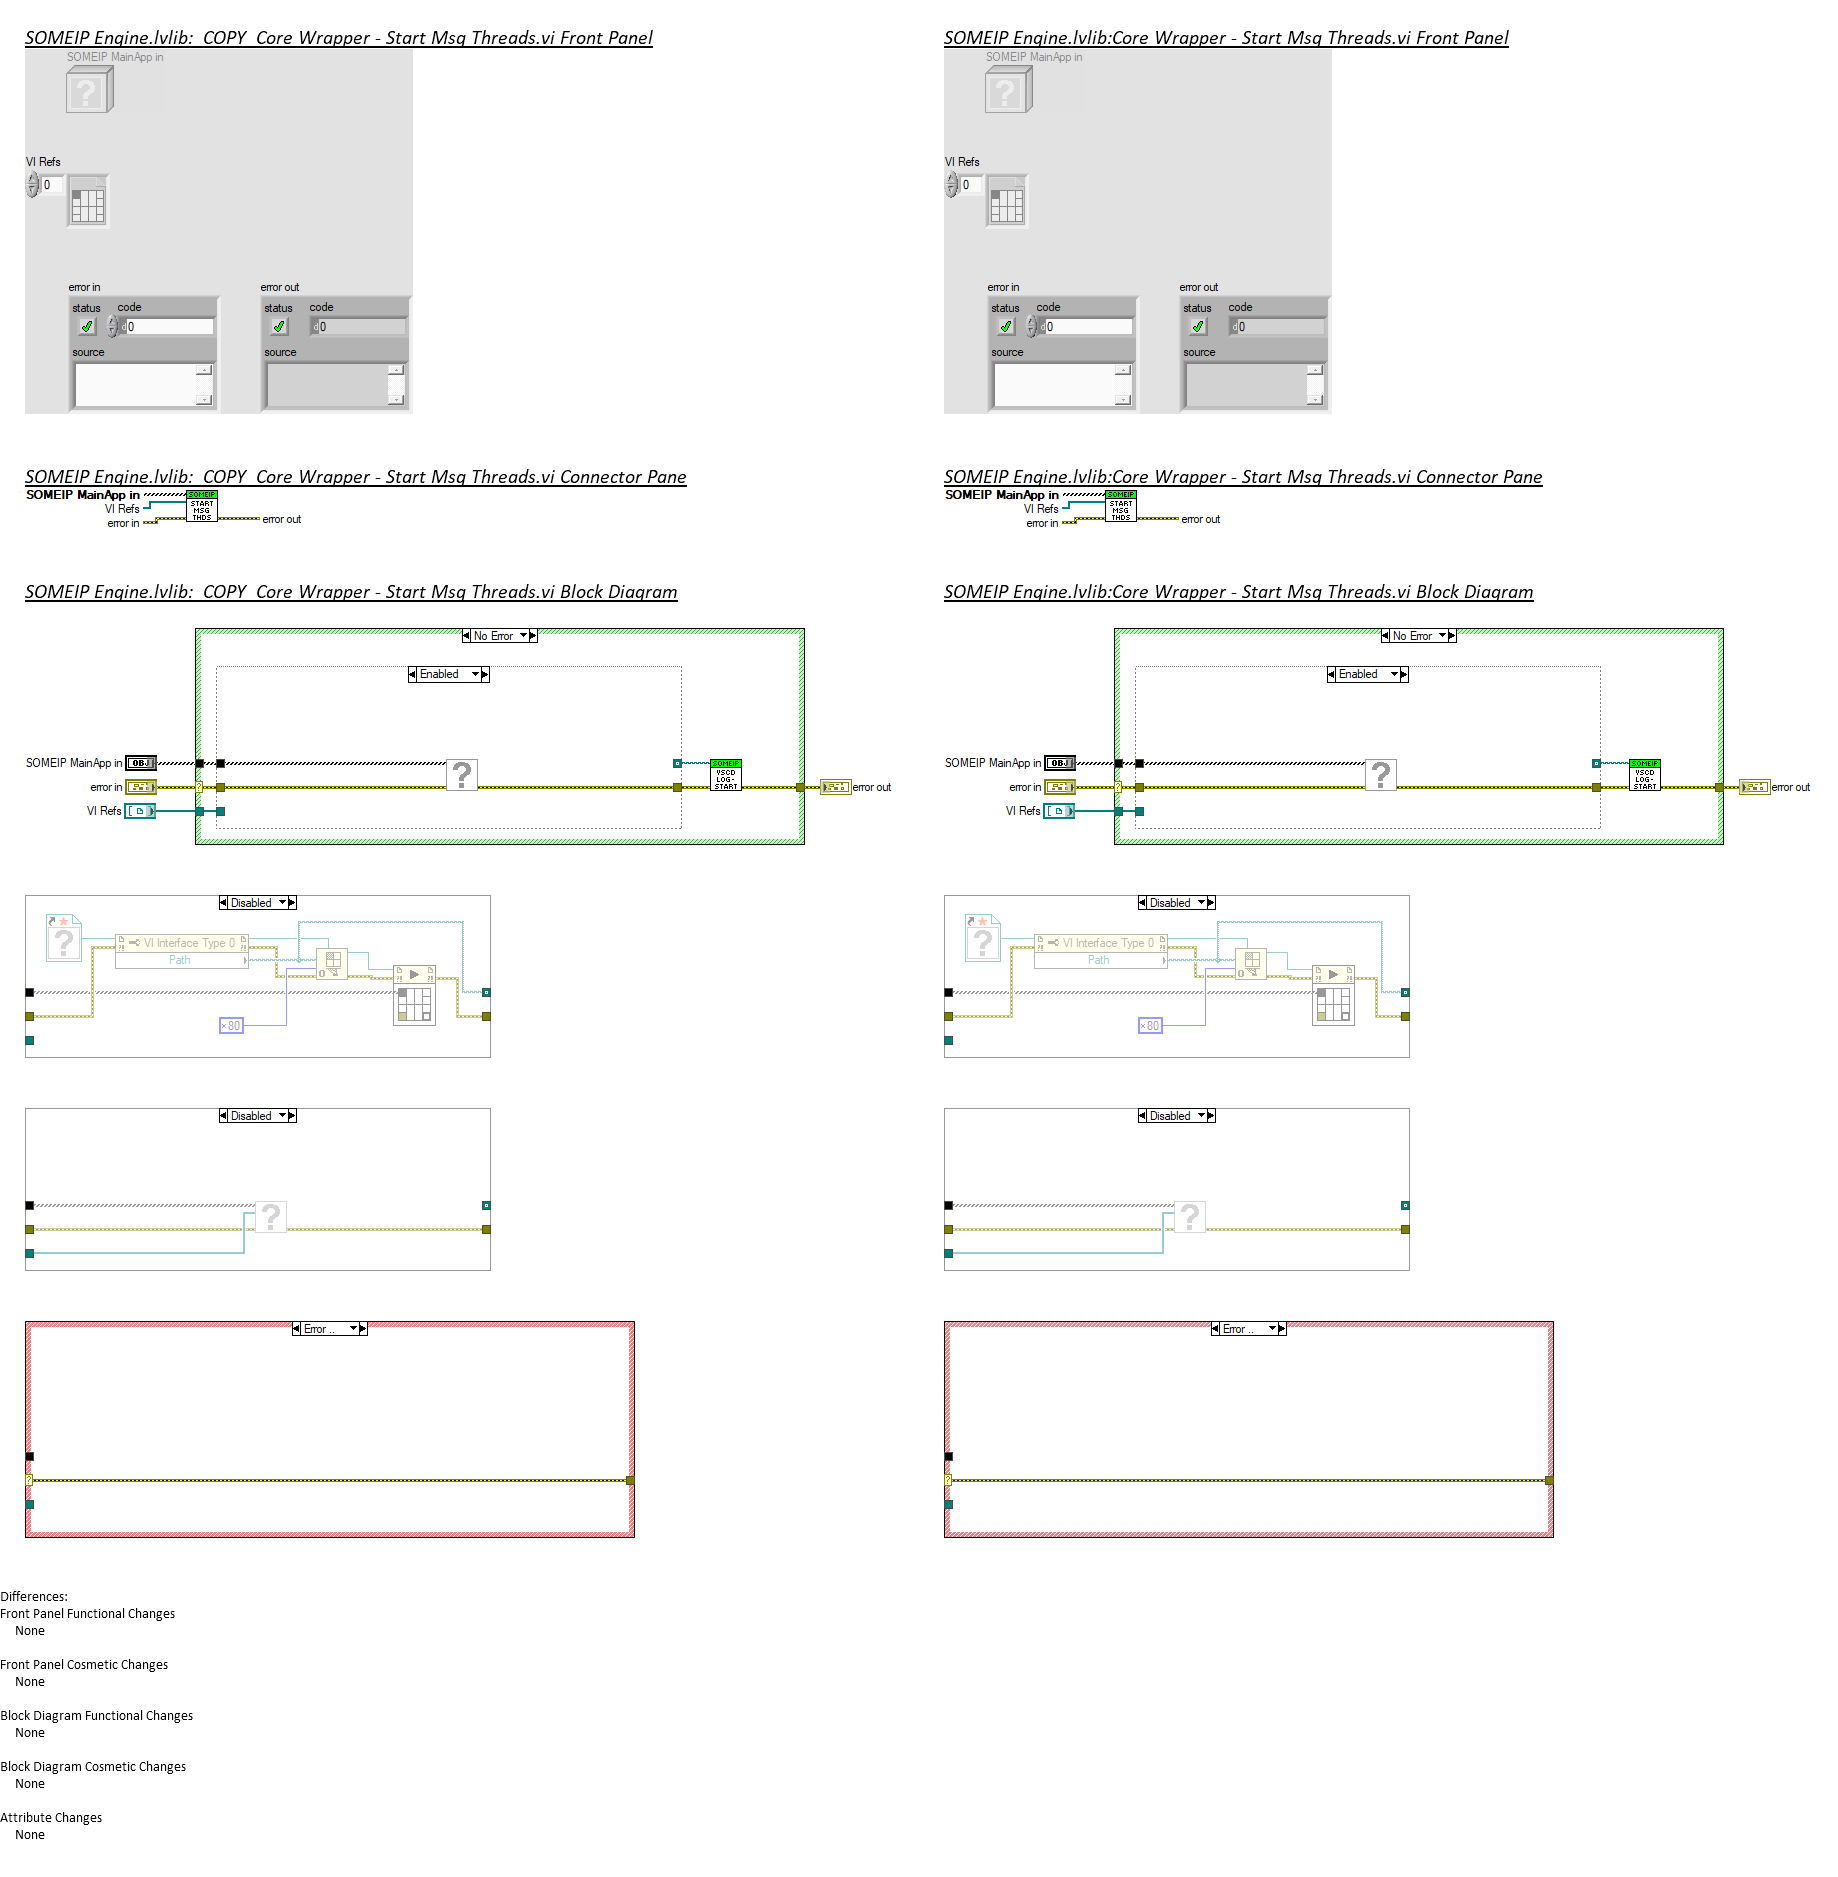 SOMEIP Engine.lvlib:  COPY  Core Wrapper - Start Msg Threads.vi Front Panel
SOMEIP MainApp in
VI Refs
0
error in
status
code
d0
source
error out
status
code
d0
source
SOMEIP Engine.lvlib:Core Wrapper - Start Msg Threads.vi Front Panel
SOMEIP MainApp in
VI Refs
0
error in
status
code
d0
source
error out
status
code
d0
source
SOMEIP Engine.lvlib:  COPY  Core Wrapper - Start Msg Threads.vi Connector Pane
SOMEIP MainApp in
VI Refs
error in
SOMEIP
START
MSG
THDS
error out
SOMEIP Engine.lvlib:Core Wrapper - Start Msg Threads.vi Connector Pane
SOMEIP MainApp in
VI Refs
error in
SOMEIP
START
MSG
THDS
error out
SOMEIP Engine.lvlib:  COPY  Core Wrapper - Start Msg Threads.vi Block Diagram
No Error
Enabled
SOMEIP MainApp in
OBJ
error in
VI Refs
?
?
SOMEIP
VSCD
LOG-
START
error out
SOMEIP Engine.lvlib:Core Wrapper - Start Msg Threads.vi Block Diagram
No Error
Enabled
SOMEIP MainApp in
OBJ
error in
VI Refs
?
?
SOMEIP
VSCD
LOG-
START
error out
Disabled
?
VI Interface Type 0
Path
×80
Disabled
?
VI Interface Type 0
Path
×80
Disabled
?
Disabled
?
Error ..
?
Error ..
?
Differences:
Front Panel Functional Changes
None
Front Panel Cosmetic Changes
None
Block Diagram Functional Changes
None
Block Diagram Cosmetic Changes
None
Attribute Changes
None